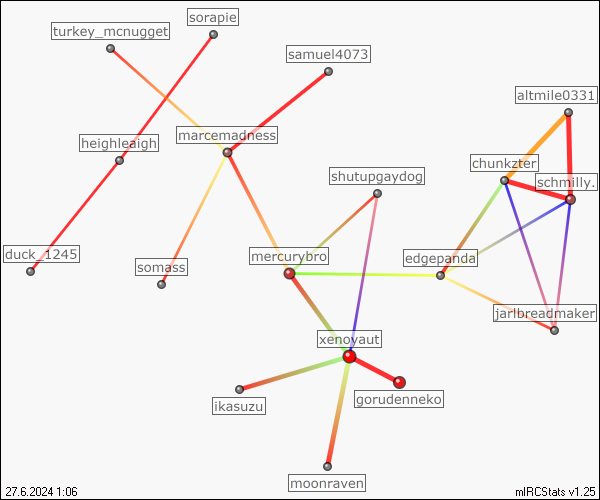 sorapie
turkey_mcnugget
samuel4073
altmile0331
marcemadness
heighleaigh
chunkzter
shutupgaydog
schmilly.
duck_1245
mercurybro
edgepanda
somass
jarlbreadmaker
xenovaut
gorudenneko
ikasuzu
moonraven
27.6.2024 1:06
mIRCStats v1.25